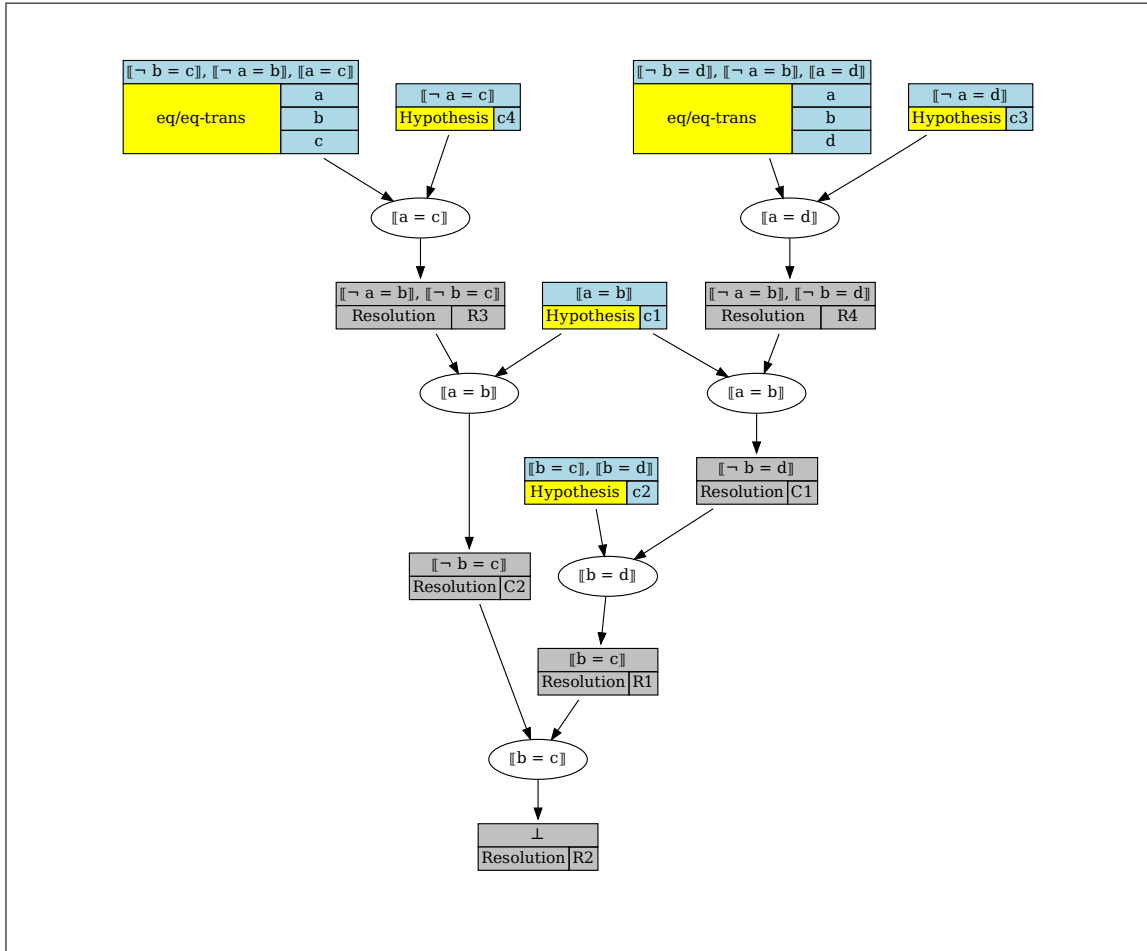 ⟦¬ b = c⟧, ⟦¬ a = b⟧, ⟦a = c⟧
eq/eq-trans
a
b
c
⟦¬ a = c⟧
Hypothesis c4
⟦¬ b = d⟧, ⟦¬ a = b⟧, ⟦a = d⟧
eq/eq-trans
a
b
d
⟦¬ a = d⟧
Hypothesis c3
⟦a = c⟧
⟦a = d⟧
⟦¬ a = b⟧, ⟦¬ b = c⟧
Resolution R3
⟦a = b⟧
Hypothesis c1
⟦¬ a = b⟧, ⟦¬ b = d⟧
Resolution R4
⟦a = b⟧
⟦a = b⟧
⟦b = c⟧, ⟦b = d⟧
Hypothesis c2
⟦¬ b = d⟧
Resolution C1
⟦¬ b = c⟧
Resolution C2
⟦b = d⟧
⟦b = c⟧
Resolution R1
⟦b = c⟧
⊥
Resolution R2